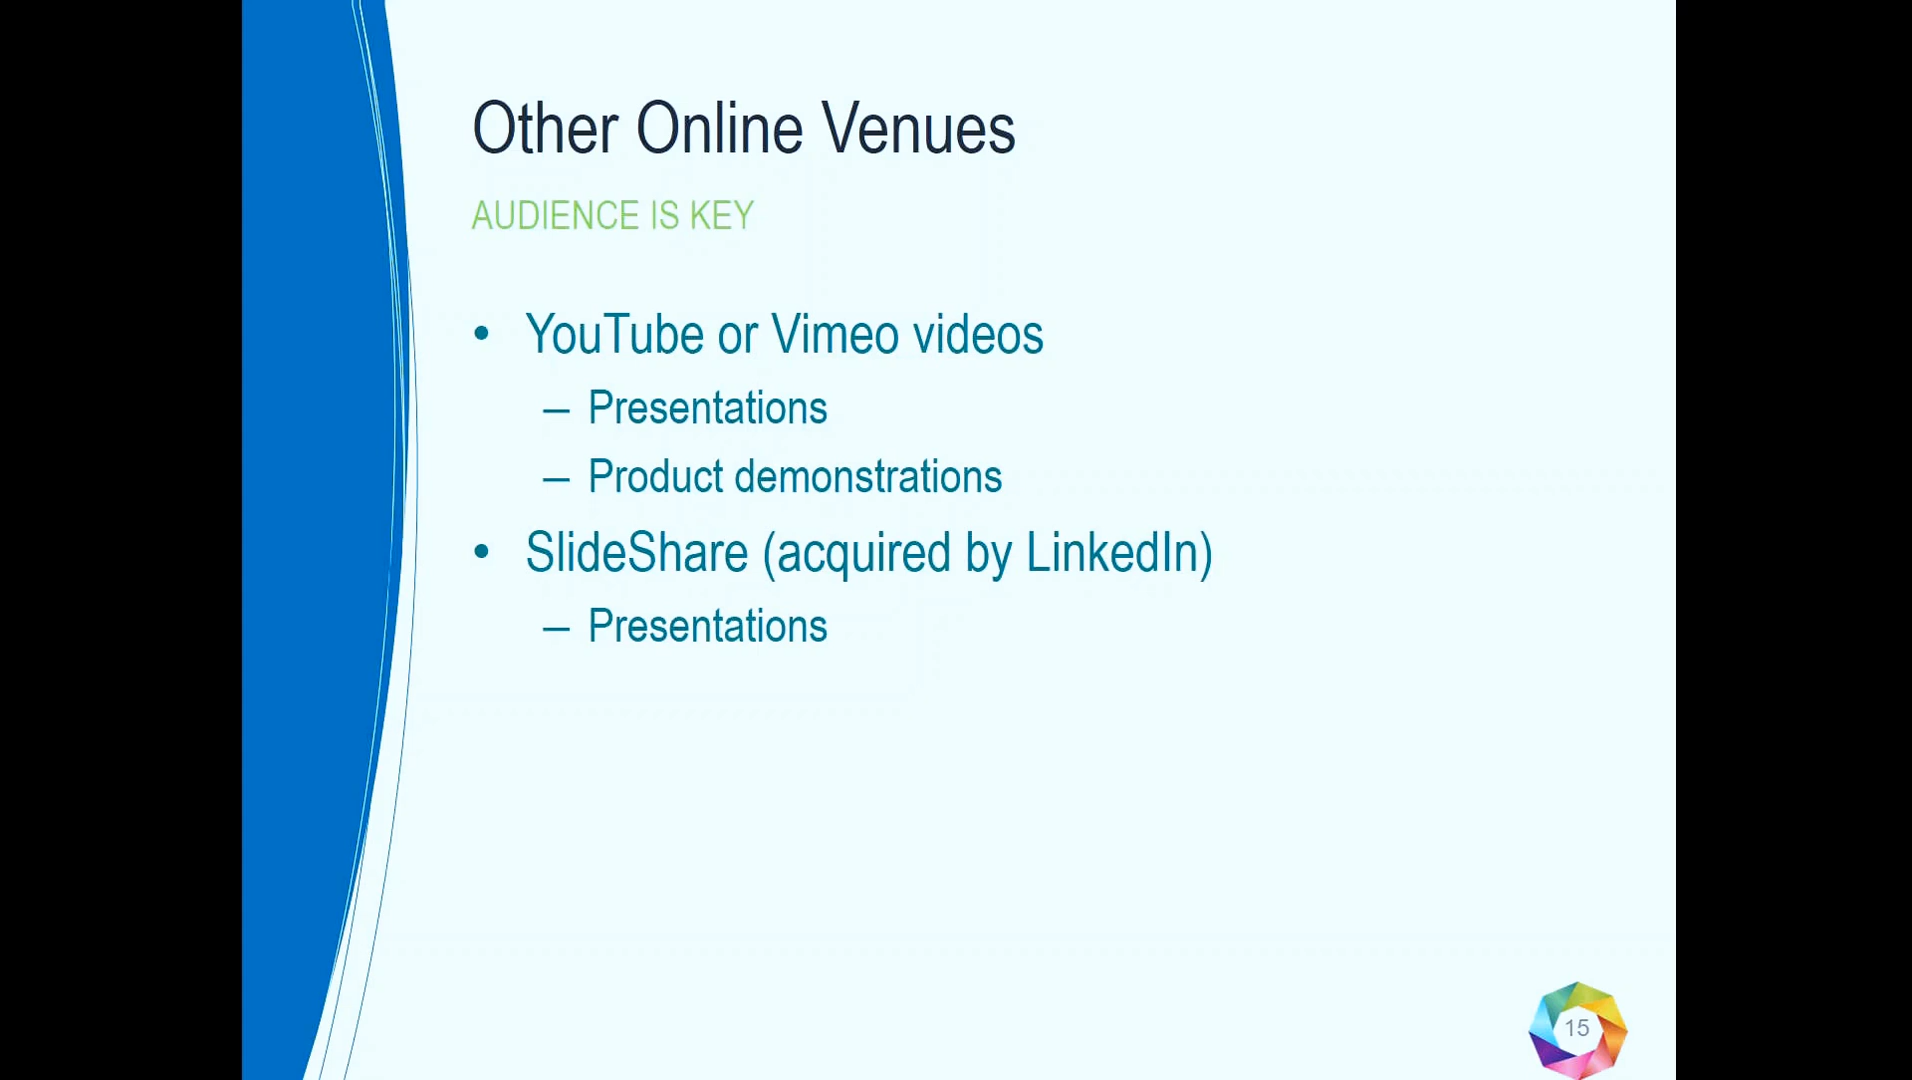 Other Online Venues
AUDIENCE IS KEY
• YouTube or Vimeo videos
– Presentations
– Product demonstrations
• SlideShare (acquired by LinkedIn)
– Presentations
15